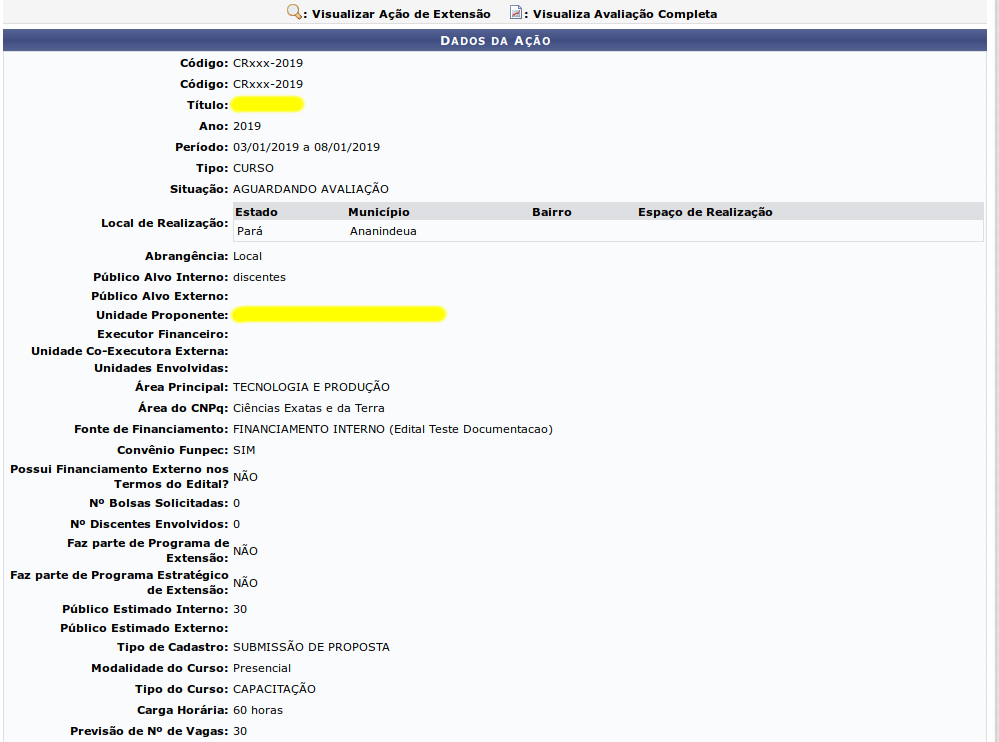 : Visualizar Ação de Extensão : Visualiza Avaliação Completa
Dados da Ação
Código: CRxxx-2019
Código: CRxxx-2019
Título:
Ano: 2019
Período: 03/01/2019 a 08/01/2019
Tipo: CURSO
Situação: AGUARDANDO AVALIAÇÃO
Local de Realização:
Estado Município Bairro Espaço de Realização
Pará Ananindeua
Abrangência: Local
Público Alvo Interno: discentes
Público Alvo Externo:
Unidade Proponente:
Executor Financeiro:
Unidade Co-Executora Externa:
Unidades Envolvidas:
Área Principal: TECNOLOGIA E PRODUÇÃO
Área do CNPq: Ciências Exatas e da Terra
Fonte de Financiamento: FINANCIAMENTO INTERNO (Edital Teste Documentacao)
Convênio Funpec: SIM
Possui Financiamento Externo nos
Termos do Edital? NÃO
Nº Bolsas Solicitadas: 0
Nº Discentes Envolvidos: 0
Faz parte de Programa de
Extensão: NÃO
Faz parte de Programa Estratégico
de Extensão: NÃO
Público Estimado Interno: 30
Público Estimado Externo:
Tipo de Cadastro: SUBMISSÃO DE PROPOSTA
Modalidade do Curso: Presencial
Tipo do Curso: CAPACITAÇÃO
Carga Horária: 60 horas
Previsão de Nº de Vagas: 30